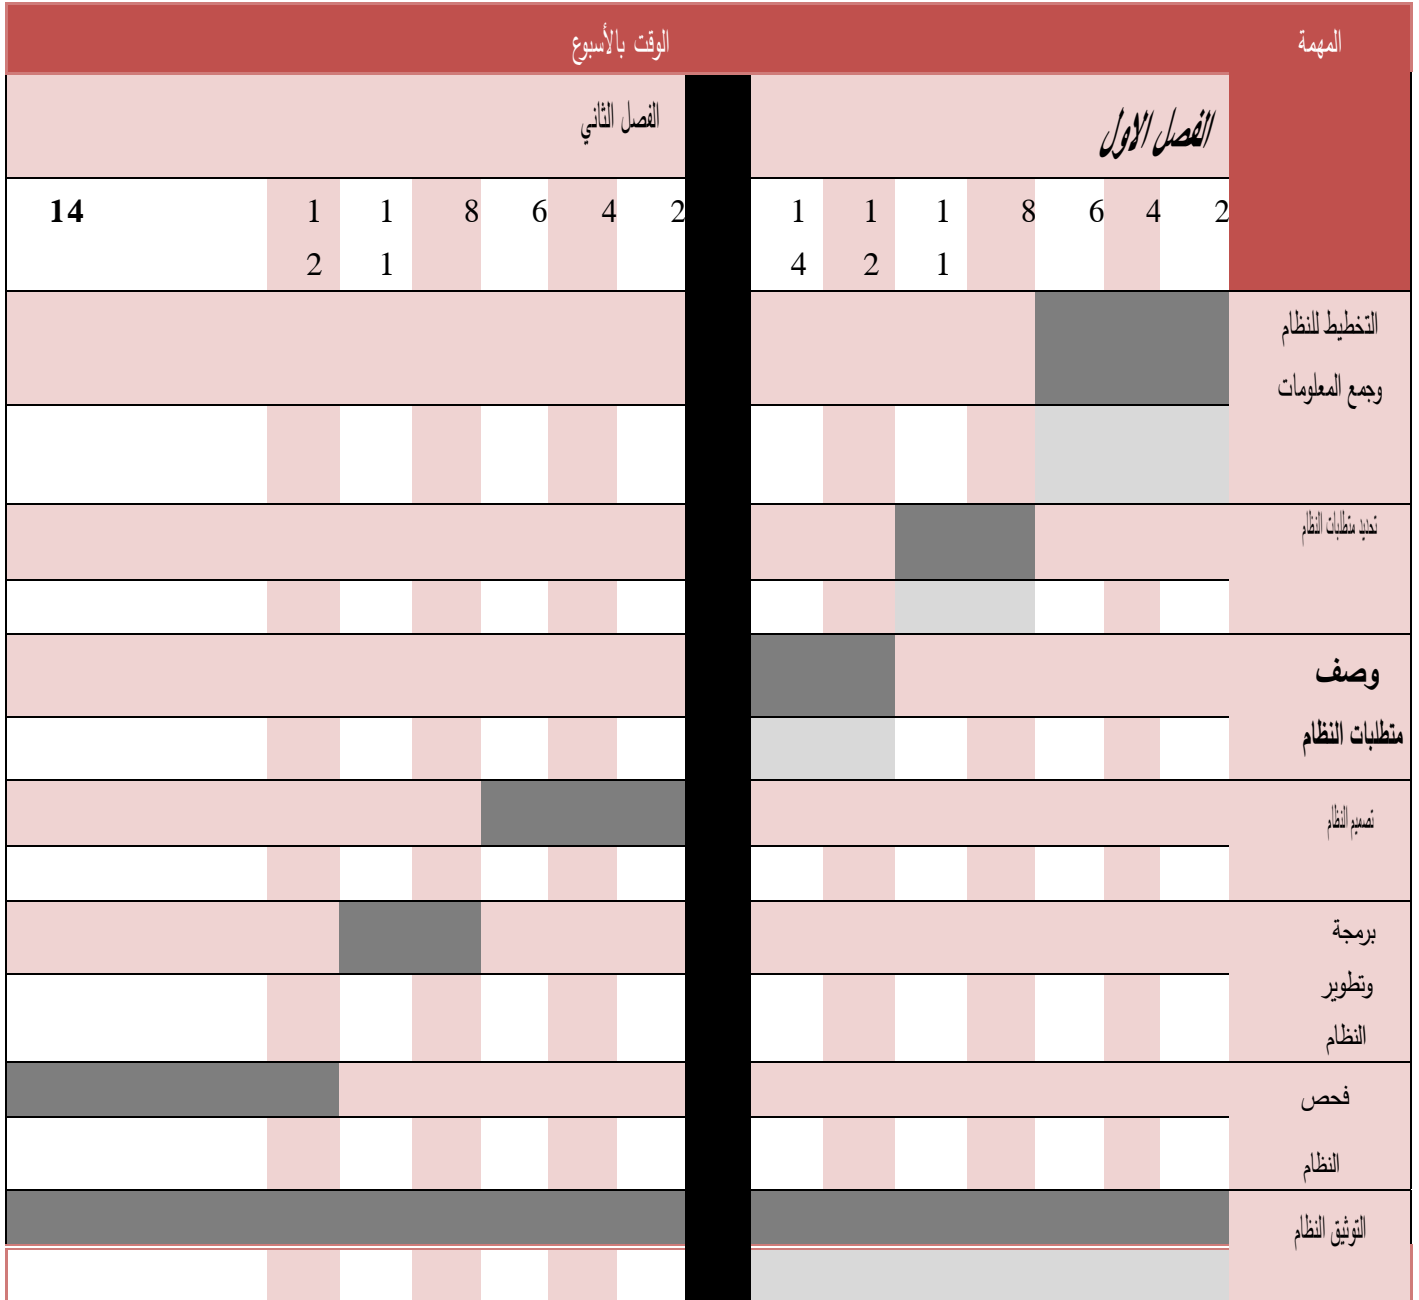 المهمة
الوقت بالأسبوع
الفصل الاول
الفصل الثاني
2 4 6 8 1 1 1 2 4 6 8 1 1 14
1 2 4 1 2
التخطيط للنظام
وجمع المعلومات
تحديد متطلبات النظام
وصف
متطلبات النظام
تصميم النظام
برمجة
وتطوير
النظام
فحص
النظام
التوثيق النظام